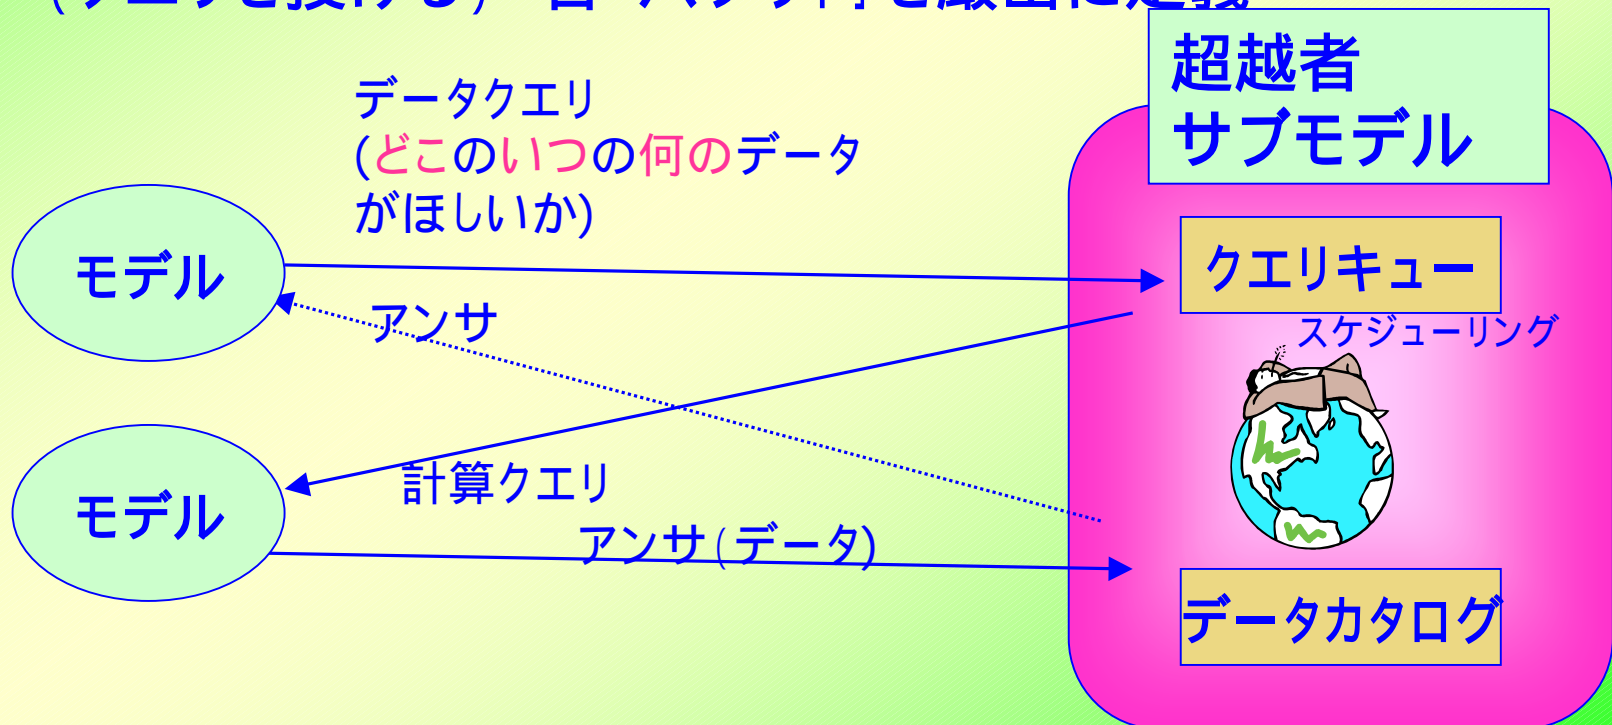 超越者
サブモデル
データクエリ
(どこのいつの何のデータ
がほしいか)
モデル
クエリキュー
アンサ
スケジューリング
計算クエリ
モデル
アンサ(データ)
データカタログ